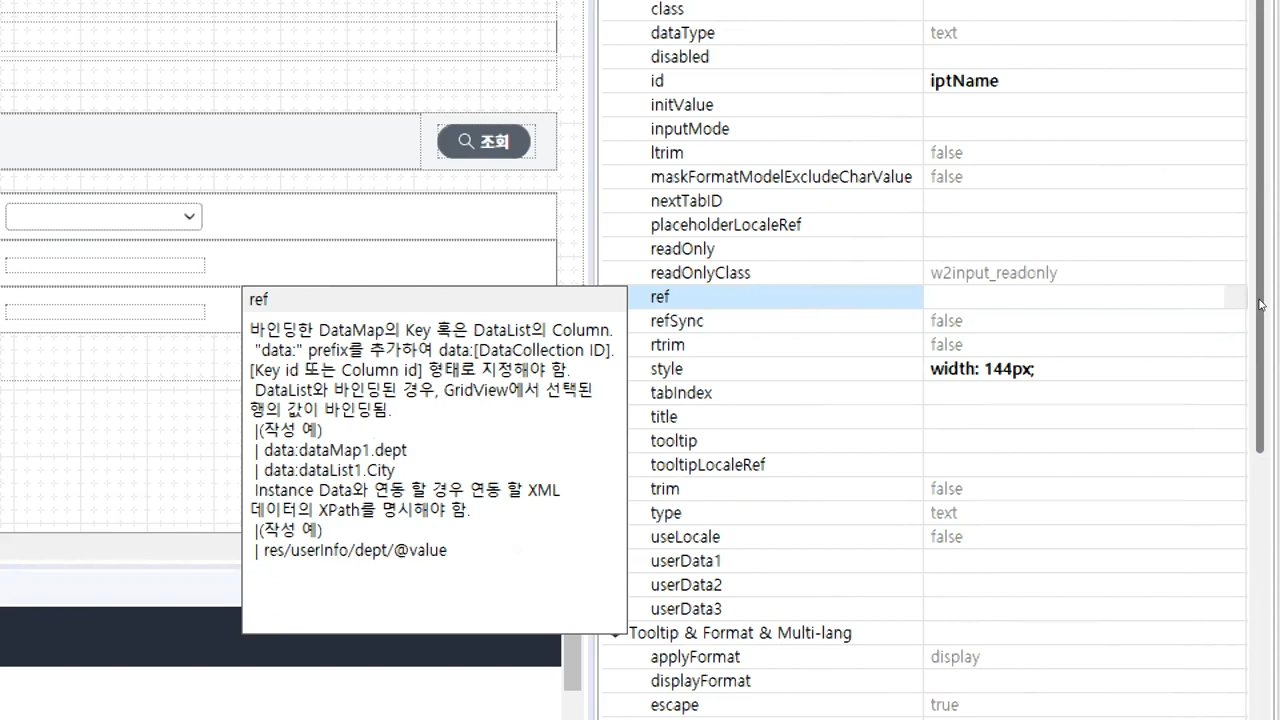 조회
ref
바인딩한 DataMap의 Key 혹은 DataList의 Column.
"data:" prefix를 추가하여 data:[DataCollection ID].
[Key id 또는 Column id] 형태로 지정해야 함.
DataList와 바인딩된 경우, GridView에서 선택된
행의 값이 바인딩됨.
|(작성 예)
| data:dataMap1.dept
| data:dataList1.City
Instance Data와 연동 할 경우 연동 할 XML
데이터의 XPath를 명시해야 함.
|(작성 예)
| res/userInfo/dept/@value
class
dataType text
disabled
id iptName
initValue
inputMode
ltrim false
maskFormatModelExcludeCharValue false
nextTabID
placeholderLocaleRef
readOnly
readOnlyClass w2input_readonly
ref
refSync false
rtrim false
style width: 144px;
tabIndex
title
tooltip
tooltipLocaleRef
trim false
type text
useLocale false
userData1
userData2
userData3
Tooltip & Format & Multi-lang
applyFormat display
displayFormat
escape true